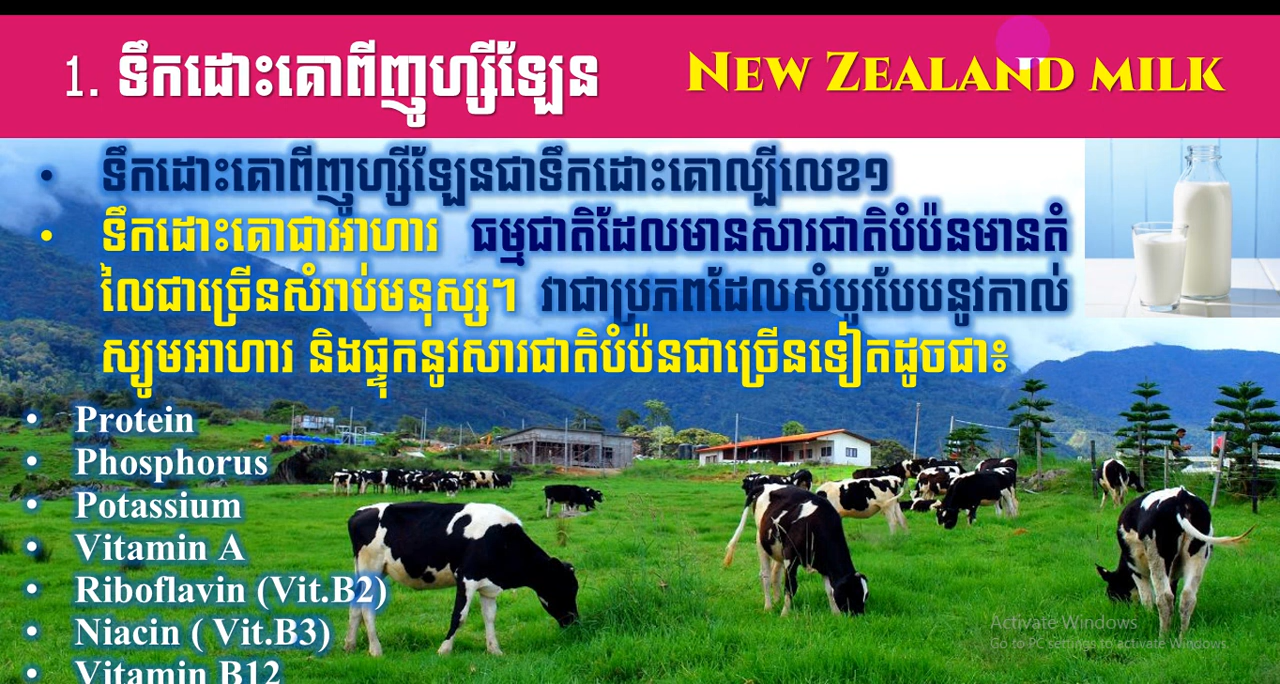 1. ទឹកដោះគោពីញូហ្សីឡែន
NEW ZEALAND MILK
• ទឹកដោះគោពីញូហ្សីឡែនជាទឹកដោះគោល្បីលេខ១
• ទឹកដោះគោជាអាហារ ធម្មជាតិដែលមានសារជាតិបំប៉នមានតំ
លៃជាច្រើនសំរាប់មនុស្ស។ វាជាប្រភពដែលសំបូរបែបនូវកាល់
ស្យូមអាហារ និងផ្ទុកនូវសារជាតិបំប៉នជាច្រើនទៀតដូចជា៖
• Protein
• Phosphorus
• Potassium
• Vitamin A
• Riboflavin (Vit.B2)
• Niacin ( Vit.B3)
• Vitamin B12
Activate Windows
Go to PC settings to activate Windows.